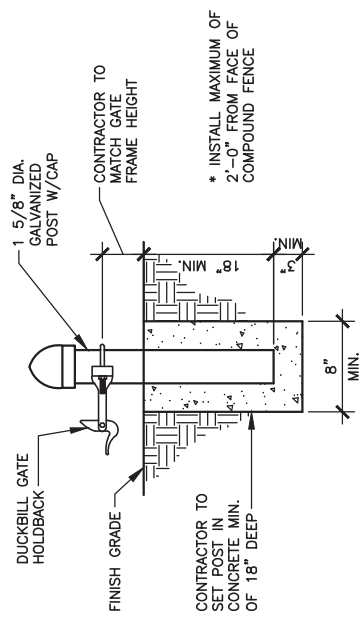 DUCKBILL GATE
HOLDBACK
1 5/8" DIA.
GALVANIZED
POST W/CAP
FINISH GRADE
CONTRACTOR TO
MATCH GATE
FRAME HEIGHT
CONTRACTOR TO
SET POST IN
CONCRETE MIN.
OF 18" DEEP
18" MIN.
3"
MIN.
8"
MIN.
* INSTALL MAXIMUM OF
2'-0" FROM FACE OF
COMPOUND FENCE